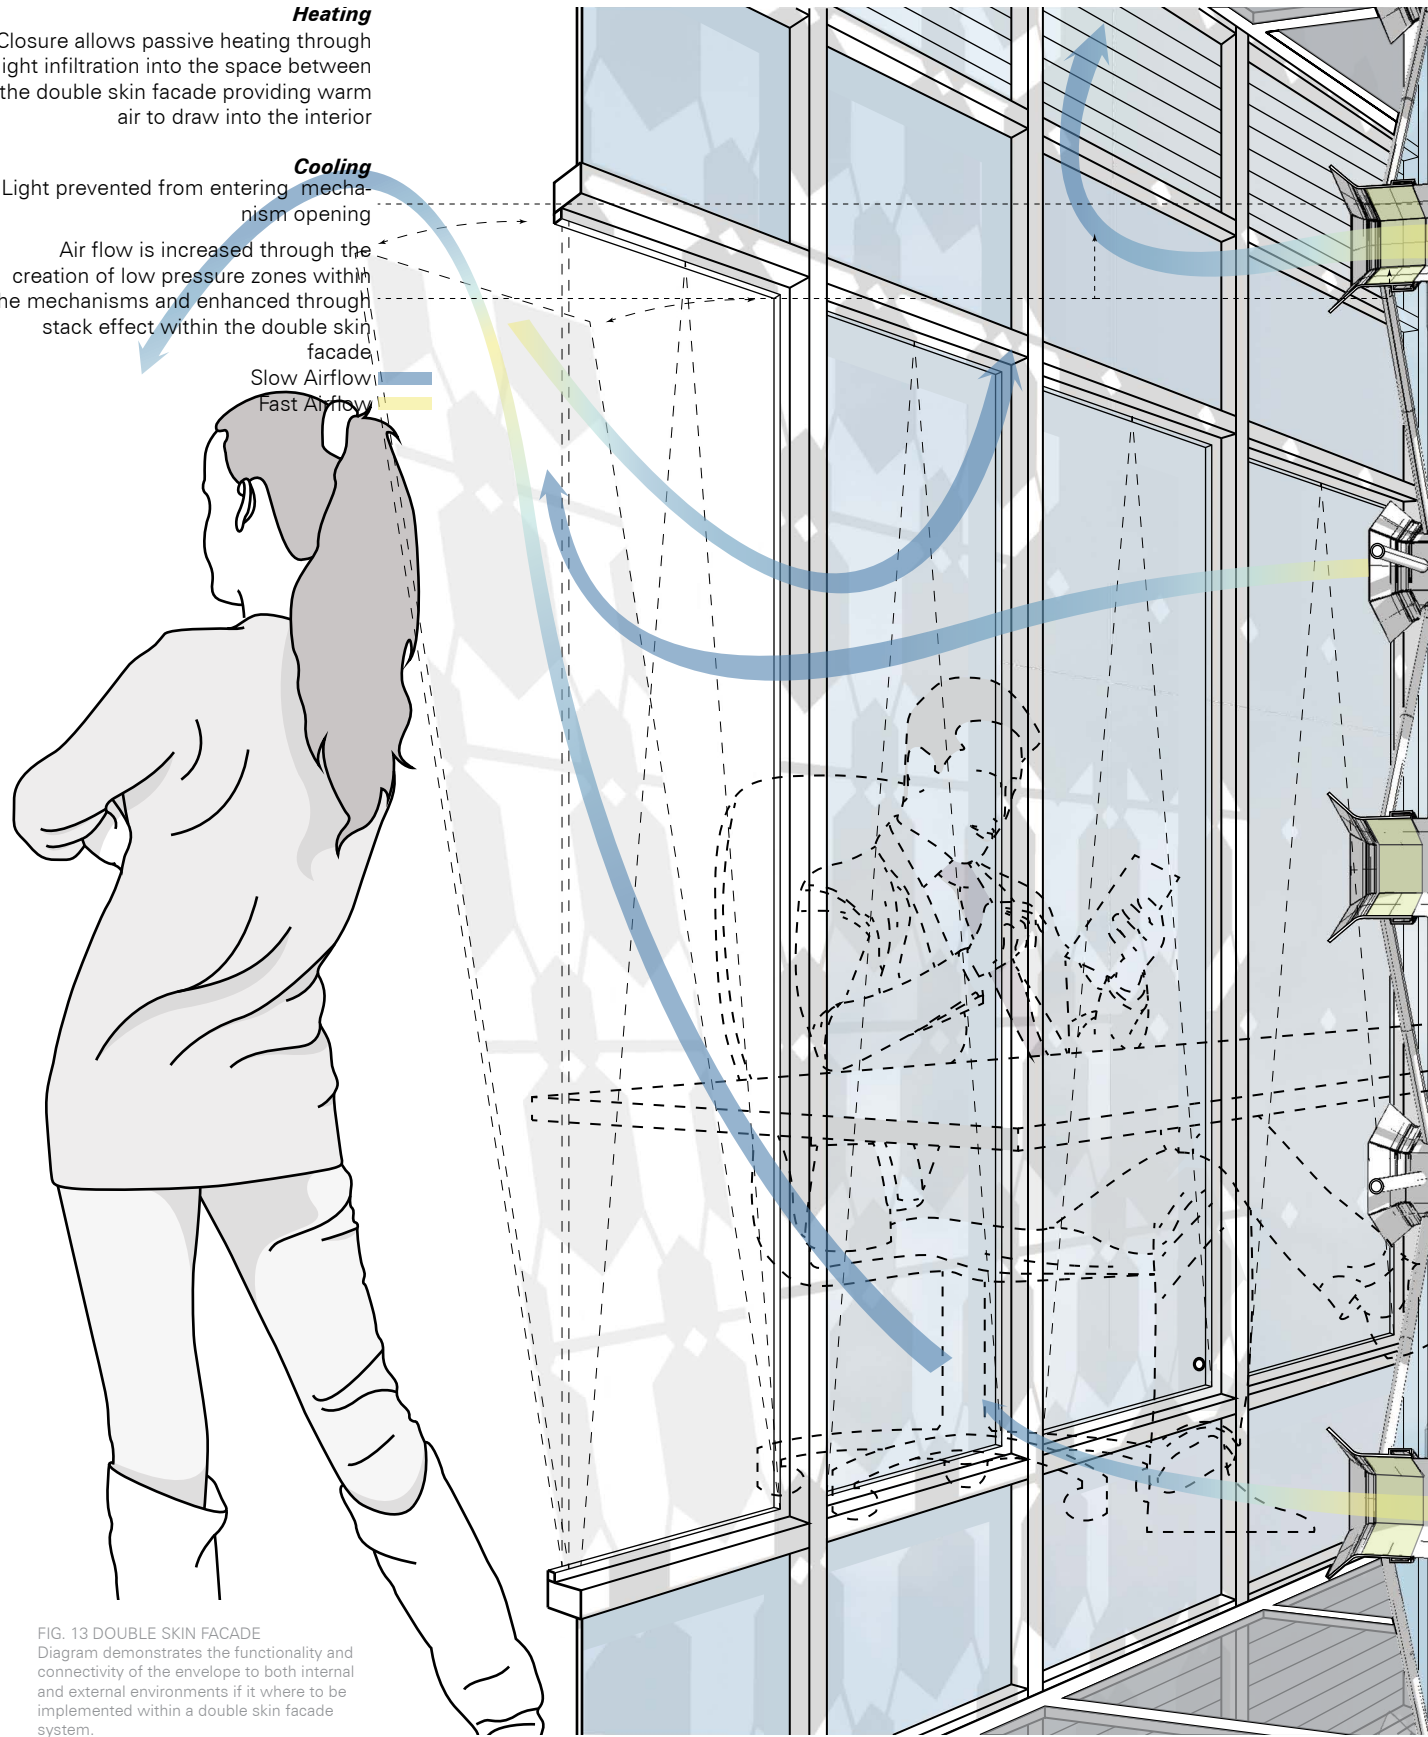 Heating
Closure allows passive heating through
ight infiltration into the space between
the double skin facade providing warm
air to draw into the interior
Cooling
Light prevented from entering mecha-
nism opening
Air flow is increased through the
creation of low pressure zones within
he mechanisms and enhanced through
stack effect within the double skin
facade
Slow Airflow
Fast Airflow
FIG. 13 DOUBLE SKIN FACADE
Diagram demonstrates the functionality and
connectivity of the envelope to both internal
and external environments if it where to be
implemented within a double skin facade
system.